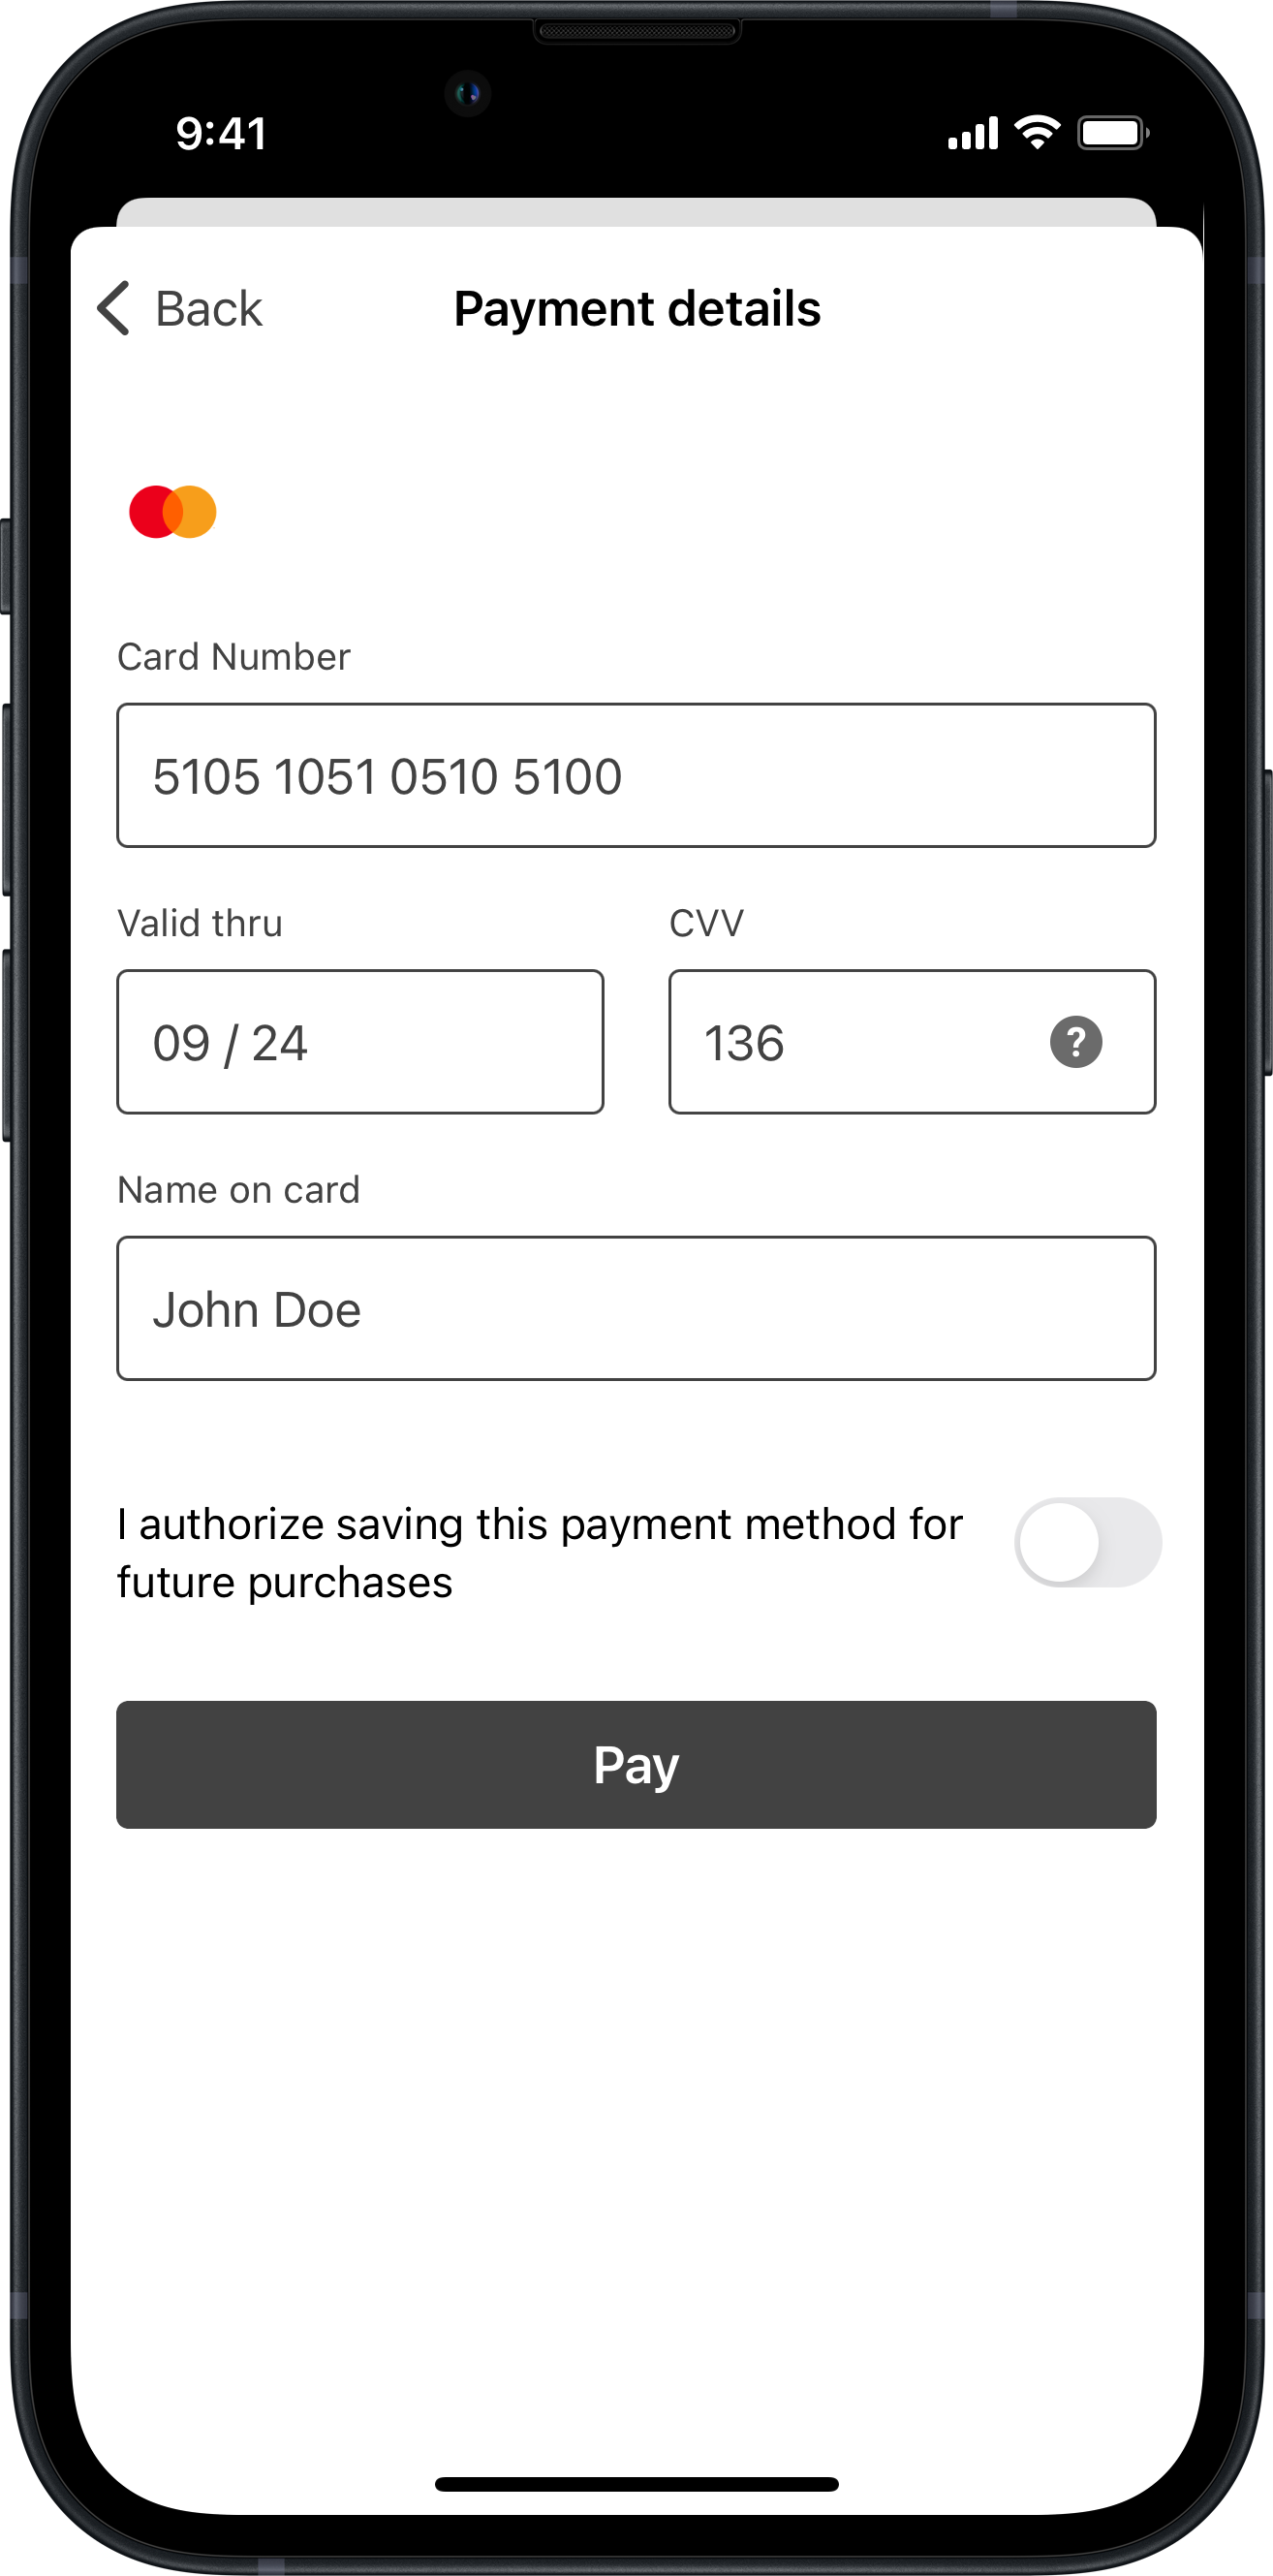 9:41
Back
Payment details
Card Number
5105 1051 0510 5100
Valid thru
CVV
09 / 24
136
?
Name on card
John Doe
I authorize saving this payment method for
future purchases
Pay